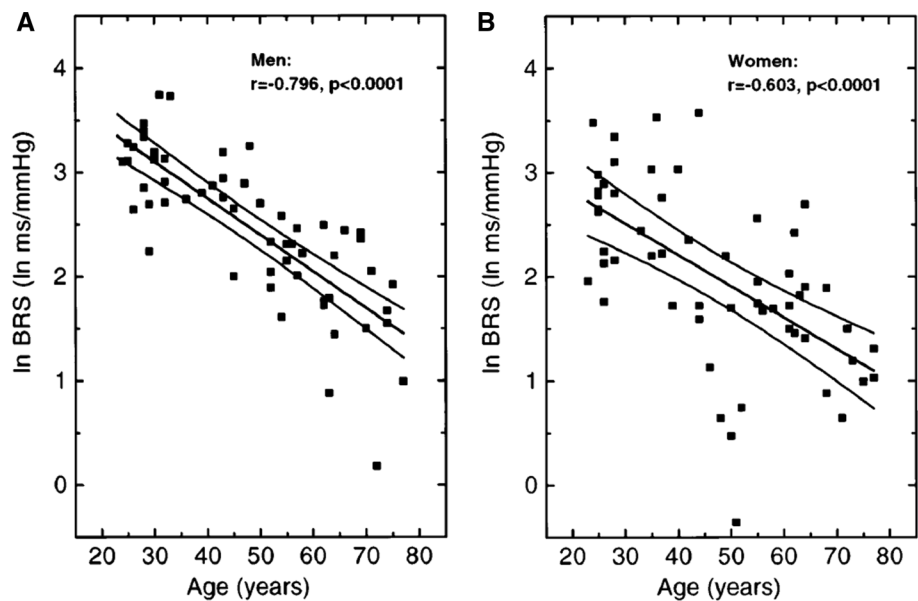 A
B
Men:
r=-0.796, p<0.0001
Women:
r=-0.603, p<0.0001
ln BRS (ln ms/mmHg)
4
3
2
1
0
20 30 40 50 60 70 80
Age (years)
ln BRS (ln ms/mmHg)
4
3
2
1
0
20 30 40 50 60 70 80
Age (years)